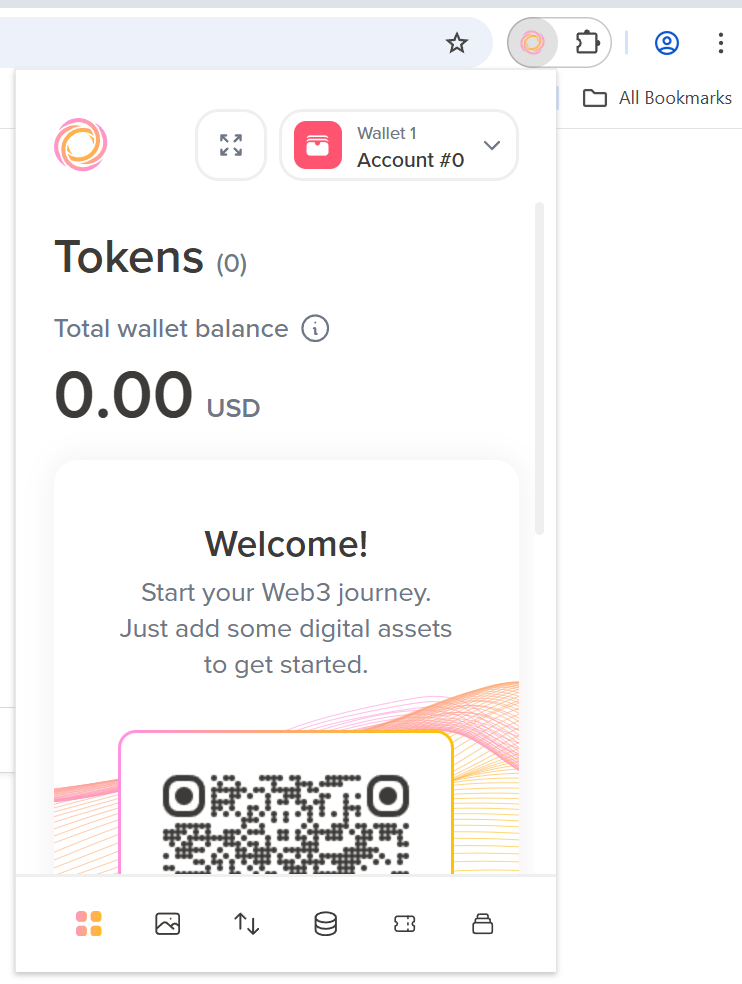 All Bookmarks
Wallet 1
Account #0
Tokens (0)
Total wallet balance
0.00 USD
Welcome!
Start your Web3 journey.
Just add some digital assets
to get started.